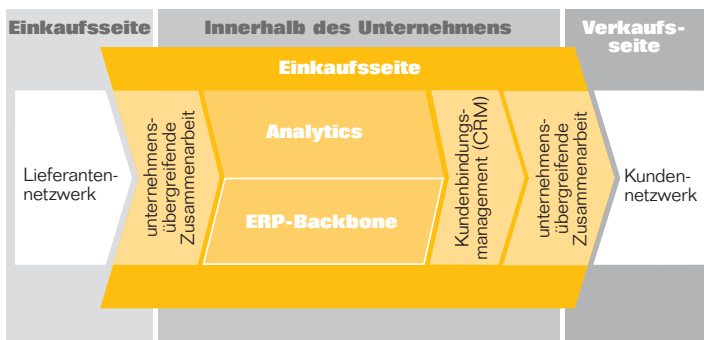 Einkaufsseite
Innerhalb des Unternehmens
Verkaufs-
seite
Einkaufsseite
Lieferanten-
netzwerk
unternehmens-
übergreifende
Zusammenarbeit
Analytics
ERP-Backbone
Kundenbindungs-
management (CRM)
unternehmens-
übergreifende
Zusammenarbeit
Kunden-
netzwerk